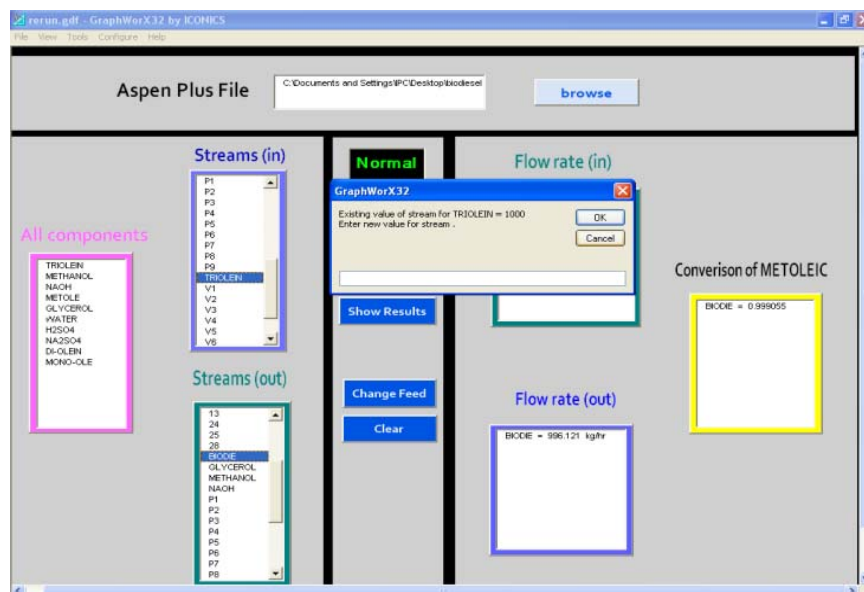 rerun.gdf - GraphWorX32 by ICONICS
File View Tools Configure Help
Aspen Plus File
C:\Documents and Settings\IPC\Desktop\biodiesel
browse
Streams (in)
P1
P2
P3
P4
P5
P6
P7
P8
P9
TRIOLEIN
V1
V2
V3
V4
V5
V6
Normal
Flow rate (in)
GraphWorX32
Existing value of stream for TRIOLEIN = 1000
Enter new value for stream .
OK
Cancel
All components
TRIOLEIN
METHANOL
NAOH
METOLE
GLYCEROL
WATER
H2SO4
NA2SO4
DI-OLEIN
MONO-OLE
Converison of METOLEIC
BIODIE = 0.999055
Show Results
Change Feed
Clear
Streams (out)
13
24
25
28
BIODIE
GLYCEROL
METHANOL
NAOH
P1
P2
P3
P4
P5
P6
P7
P8
Flow rate (out)
BIODIE = 996.121 kg/hr